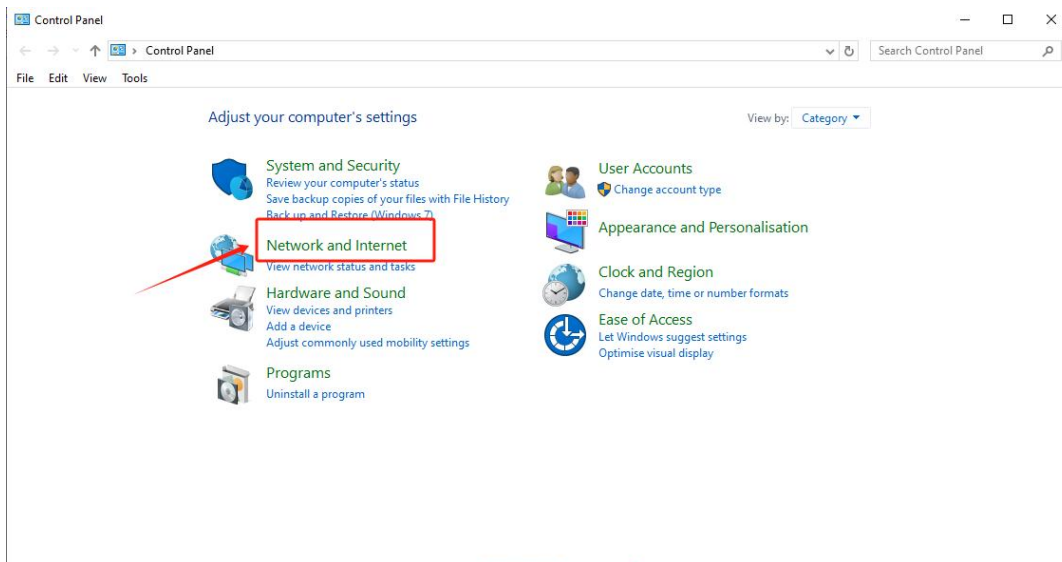 Control Panel
Control Panel
Search Control Panel
File Edit View Tools
Adjust your computer's settings
View by: Category
System and Security
Review your computer's status
Save backup copies of your files with File History
Back up and Restore (Windows 7)
Network and Internet
View network status and tasks
Hardware and Sound
View devices and printers
Add a device
Adjust commonly used mobility settings
Programs
Uninstall a program
User Accounts
Change account type
Appearance and Personalisation
Clock and Region
Change date, time or number formats
Ease of Access
Let Windows suggest settings
Optimise visual display